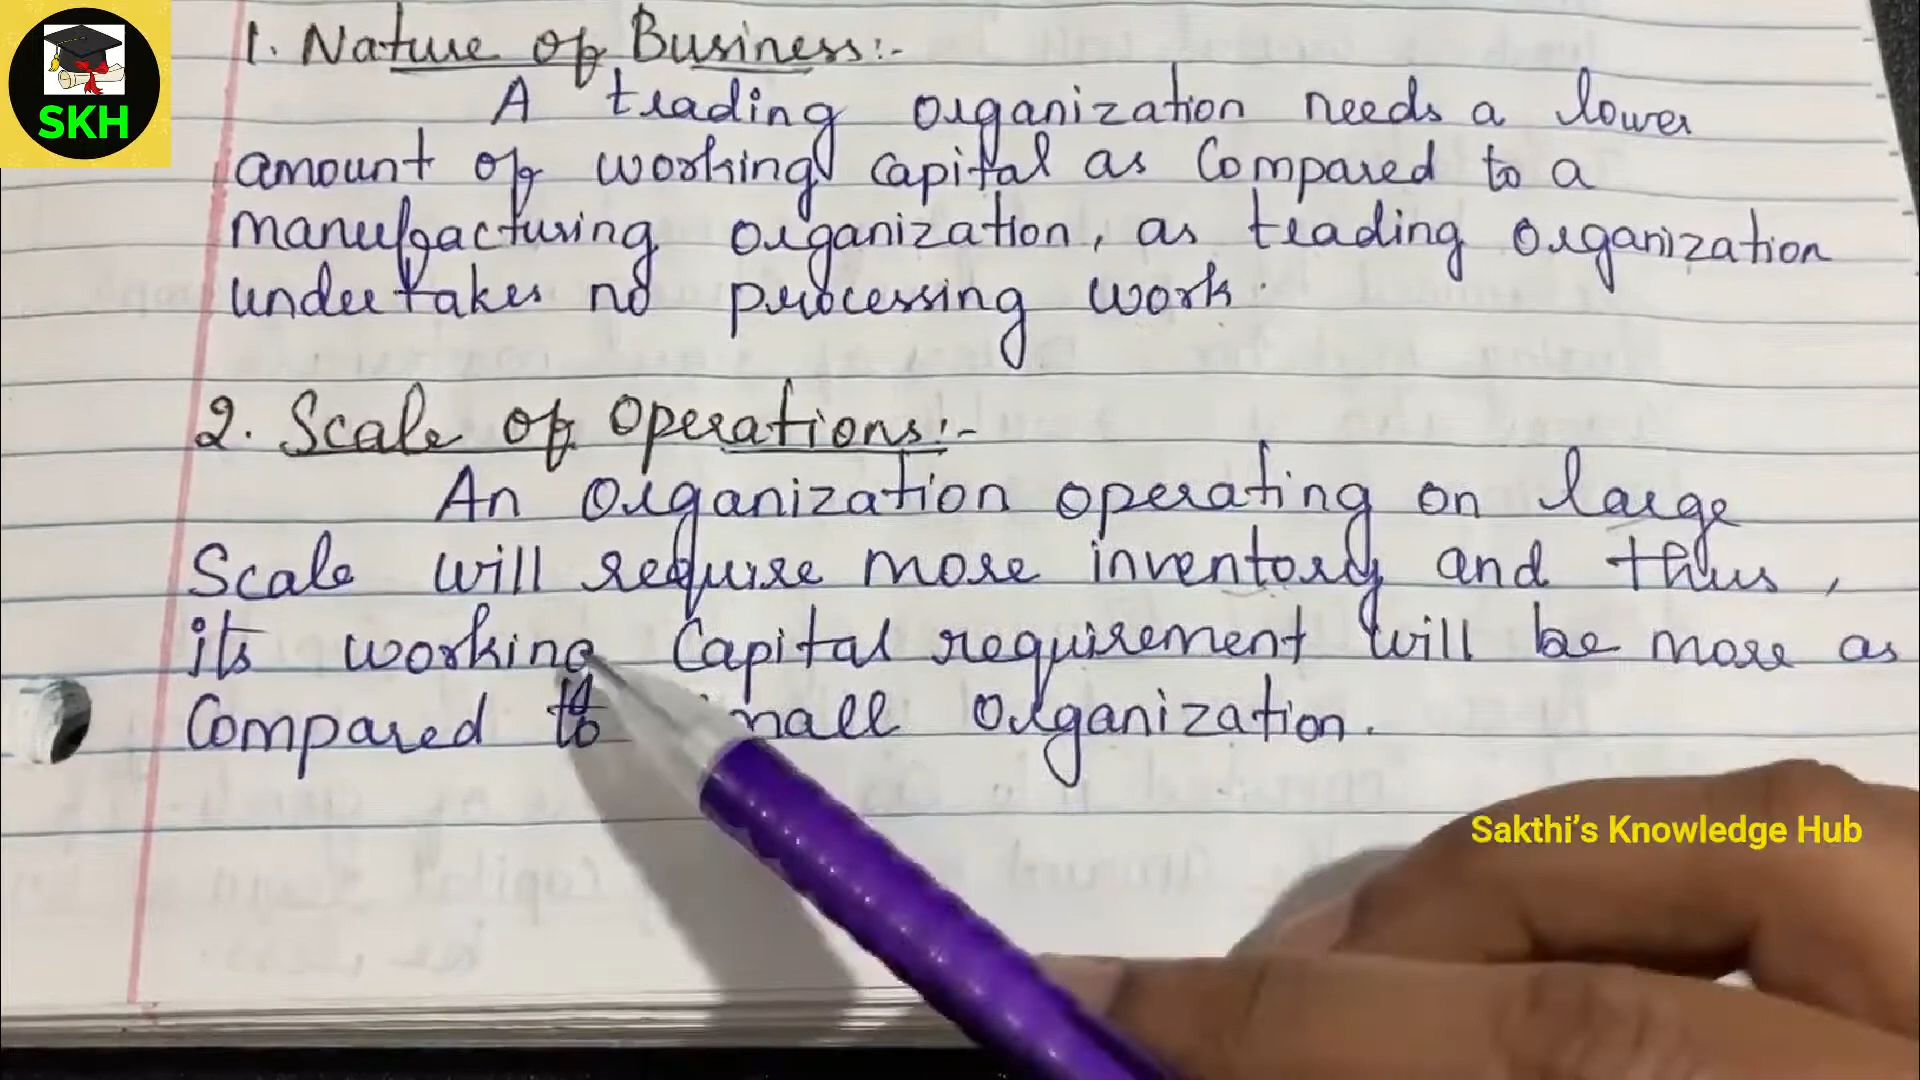 SKH
1. Nature of Business:-
A trading organization needs a lower
amount of working capital as Compared to a
manufacturing organization, as trading organization
undertakes no processing work.
2. Scale of Operations:-
An Organization operating on large
Scale will require more inventory and thus,
its working Capital requirement will be more as
Compared to small Organization.
Sakthi's Knowledge Hub